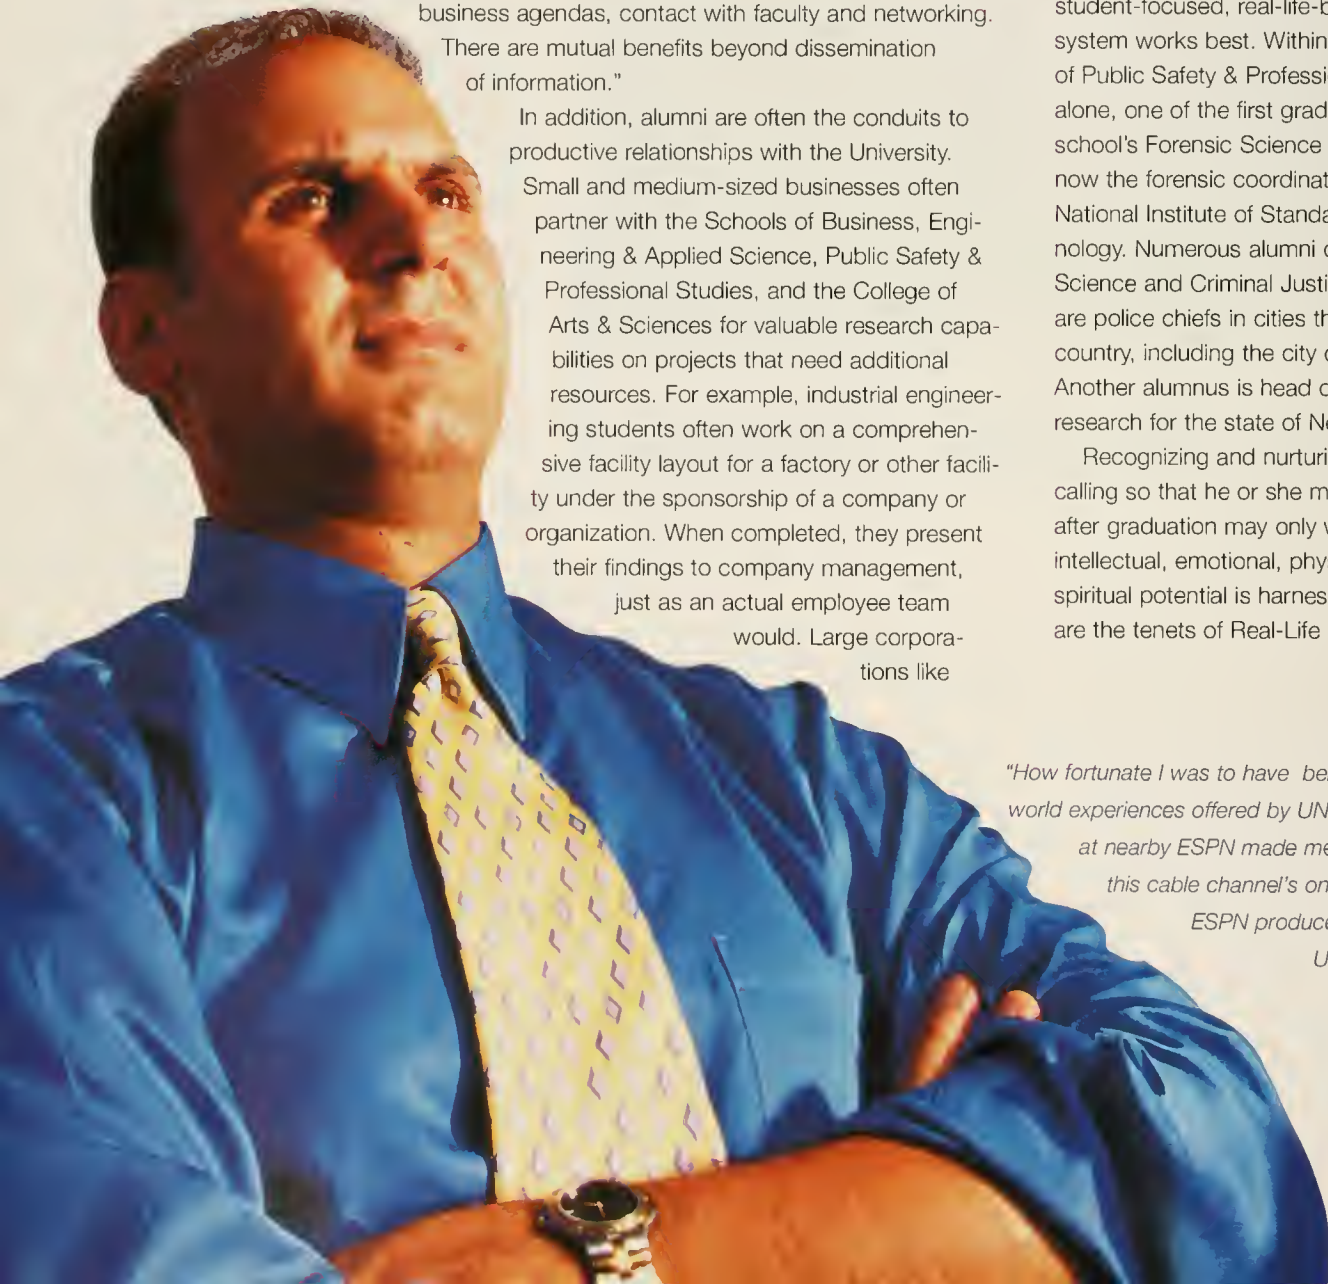 business agendas, contact with faculty and networking.
There are mutual benefits beyond dissemination
of information."
In addition, alumni are often the conduits to
productive relationships with the University.
Small and medium-sized businesses often
partner with the Schools of Business, Engi-
neering & Applied Science, Public Safety &
Professional Studies, and the College of
Arts & Sciences for valuable research capa-
bilities on projects that need additional
resources. For example, industrial engineer-
ing students often work on a comprehen-
sive facility layout for a factory or other facili-
ty under the sponsorship of a company or
organization. When completed, they present
their findings to company management,
just as an actual employee team
would. Large corpora-
tions like
student-focused, real-life-b
system works best. Within
of Public Safety & Professi
alone, one of the first grad
school's Forensic Science
now the forensic coordinat
National Institute of Standa
nology. Numerous alumni
Science and Criminal Justi
are police chiefs in cities th
country, including the city
Another alumnus is head
research for the state of Ne
Recognizing and nurturi
calling so that he or she m
after graduation may only
intellectual, emotional, phy
spiritual potential is harnes
are the tenets of Real-Life
"How fortunate I was to have be
world experiences offered by UN
at nearby ESPN made me
this cable channel's on
ESPN produce
U